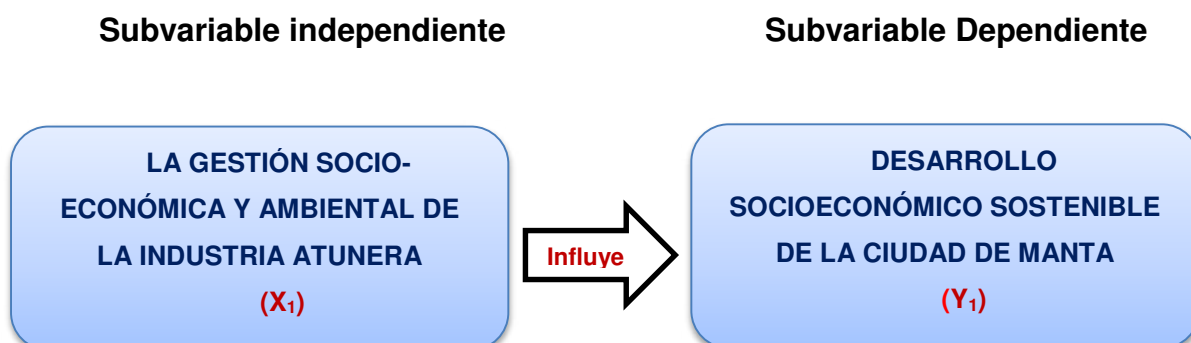 Subvariable independiente
Subvariable Dependiente
LA GESTIÓN SOCIO-
ECONÓMICA Y AMBIENTAL DE
LA INDUSTRIA ATUNERA
(X₁)
Influye
DESARROLLO
SOCIOECONÓMICO SOSTENIBLE
DE LA CIUDAD DE MANTA
(Y₁)